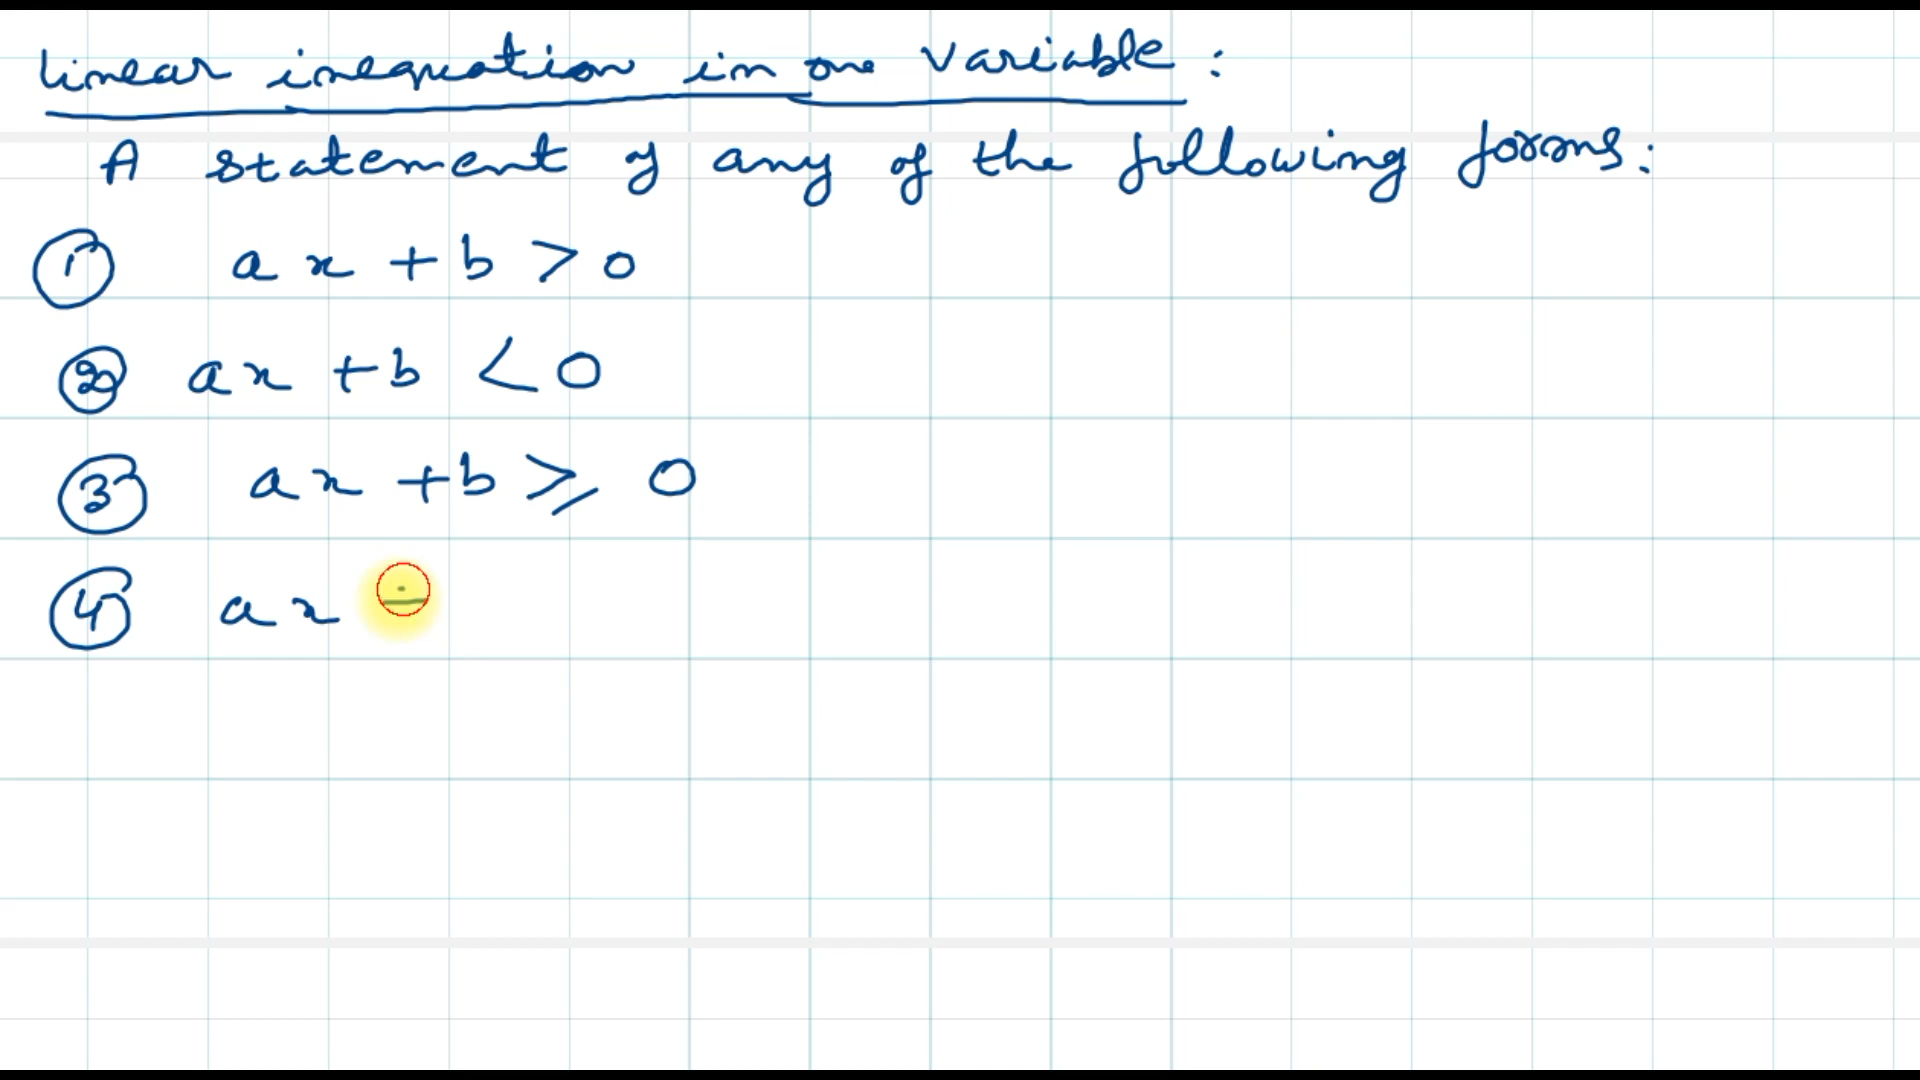 linear inequation in one variable :
A statement of any of the following forms:
① ax + b > 0
② ax + b < 0
③ ax + b ⩾ 0
④ ax −